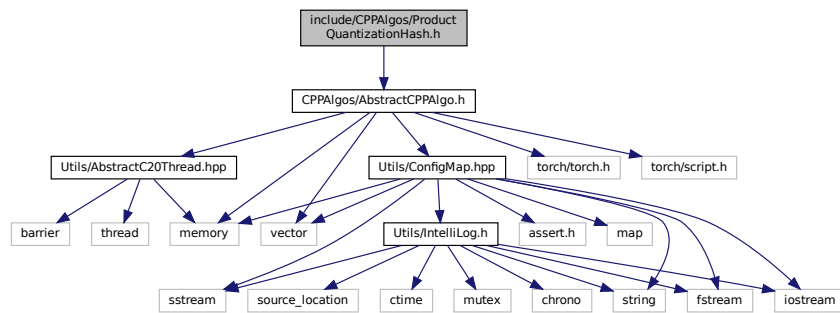 include/CPPAlgos/Product
QuantizationHash.h
CPPAlgos/AbstractCPPAlgo.h
Utils/AbstractC20Thread.hpp
Utils/ConfigMap.hpp
torch/torch.h
torch/script.h
barrier
thread
memory
vector
Utils/IntelliLog.h
assert.h
map
sstream
source_location
ctime
mutex
chrono
string
fstream
iostream